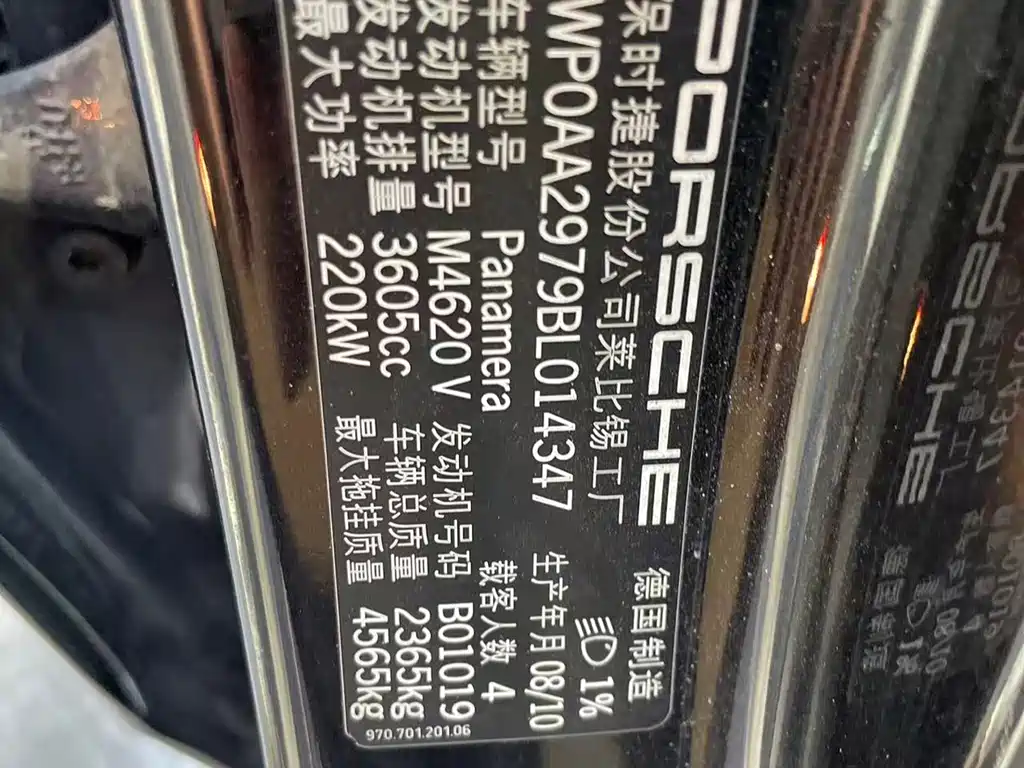 PORSCHE
保时捷股份公司莱比锡工厂 德国制造
WP0AA2979BL014347 1%
生产年月 08/10
车辆型号 Panamera 载客人数 4
发动机型号 M4620 V 发动机号码 B01019
发动机排量 3605cc 车辆总质量 2365kg
最大功率 220kW 最大拖挂质量 4565kg
970.701.201.06